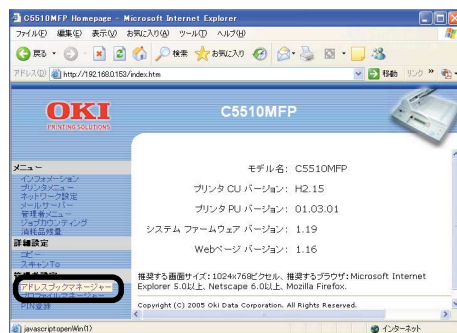 C5510MFP Homepage - Microsoft Internet Explorer
ファイル(F) 編集(E) 表示(V) お気に入り(A) ツール(T) ヘルプ(H)
戻る 検索 お気に入り
アドレス(D) http://192.168.0.153/index.htm 移動 リンク
OKI
PRINTING SOLUTIONS
C5510MFP
メニュー
インフォメーション
プリンタメニュー
ネットワーク設定
メールサーバー
管理者メニュー
ジョブカウンティング
消耗品残量
詳細設定
コピー
スキャンTo
アドレスブックマネージャー
プロファイルマネージャー
PIN登録
モデル名: C5510MFP
プリンタ CU バージョン: H2.15
プリンタ PU バージョン: 01.03.01
システム ファームウェア バージョン: 1.19
Webページ バージョン: 1.16
推奨する画面サイズ:1024x768ピクセル、推奨するブラウザ:Microsoft Internet
Explorer 5.0以上、Netscape 6.0以上、Mozilla Firefox.
Copyright (C) 2005 Oki Data Corporation. All Rights Reserved.
javascript:openWin(1) インターネット